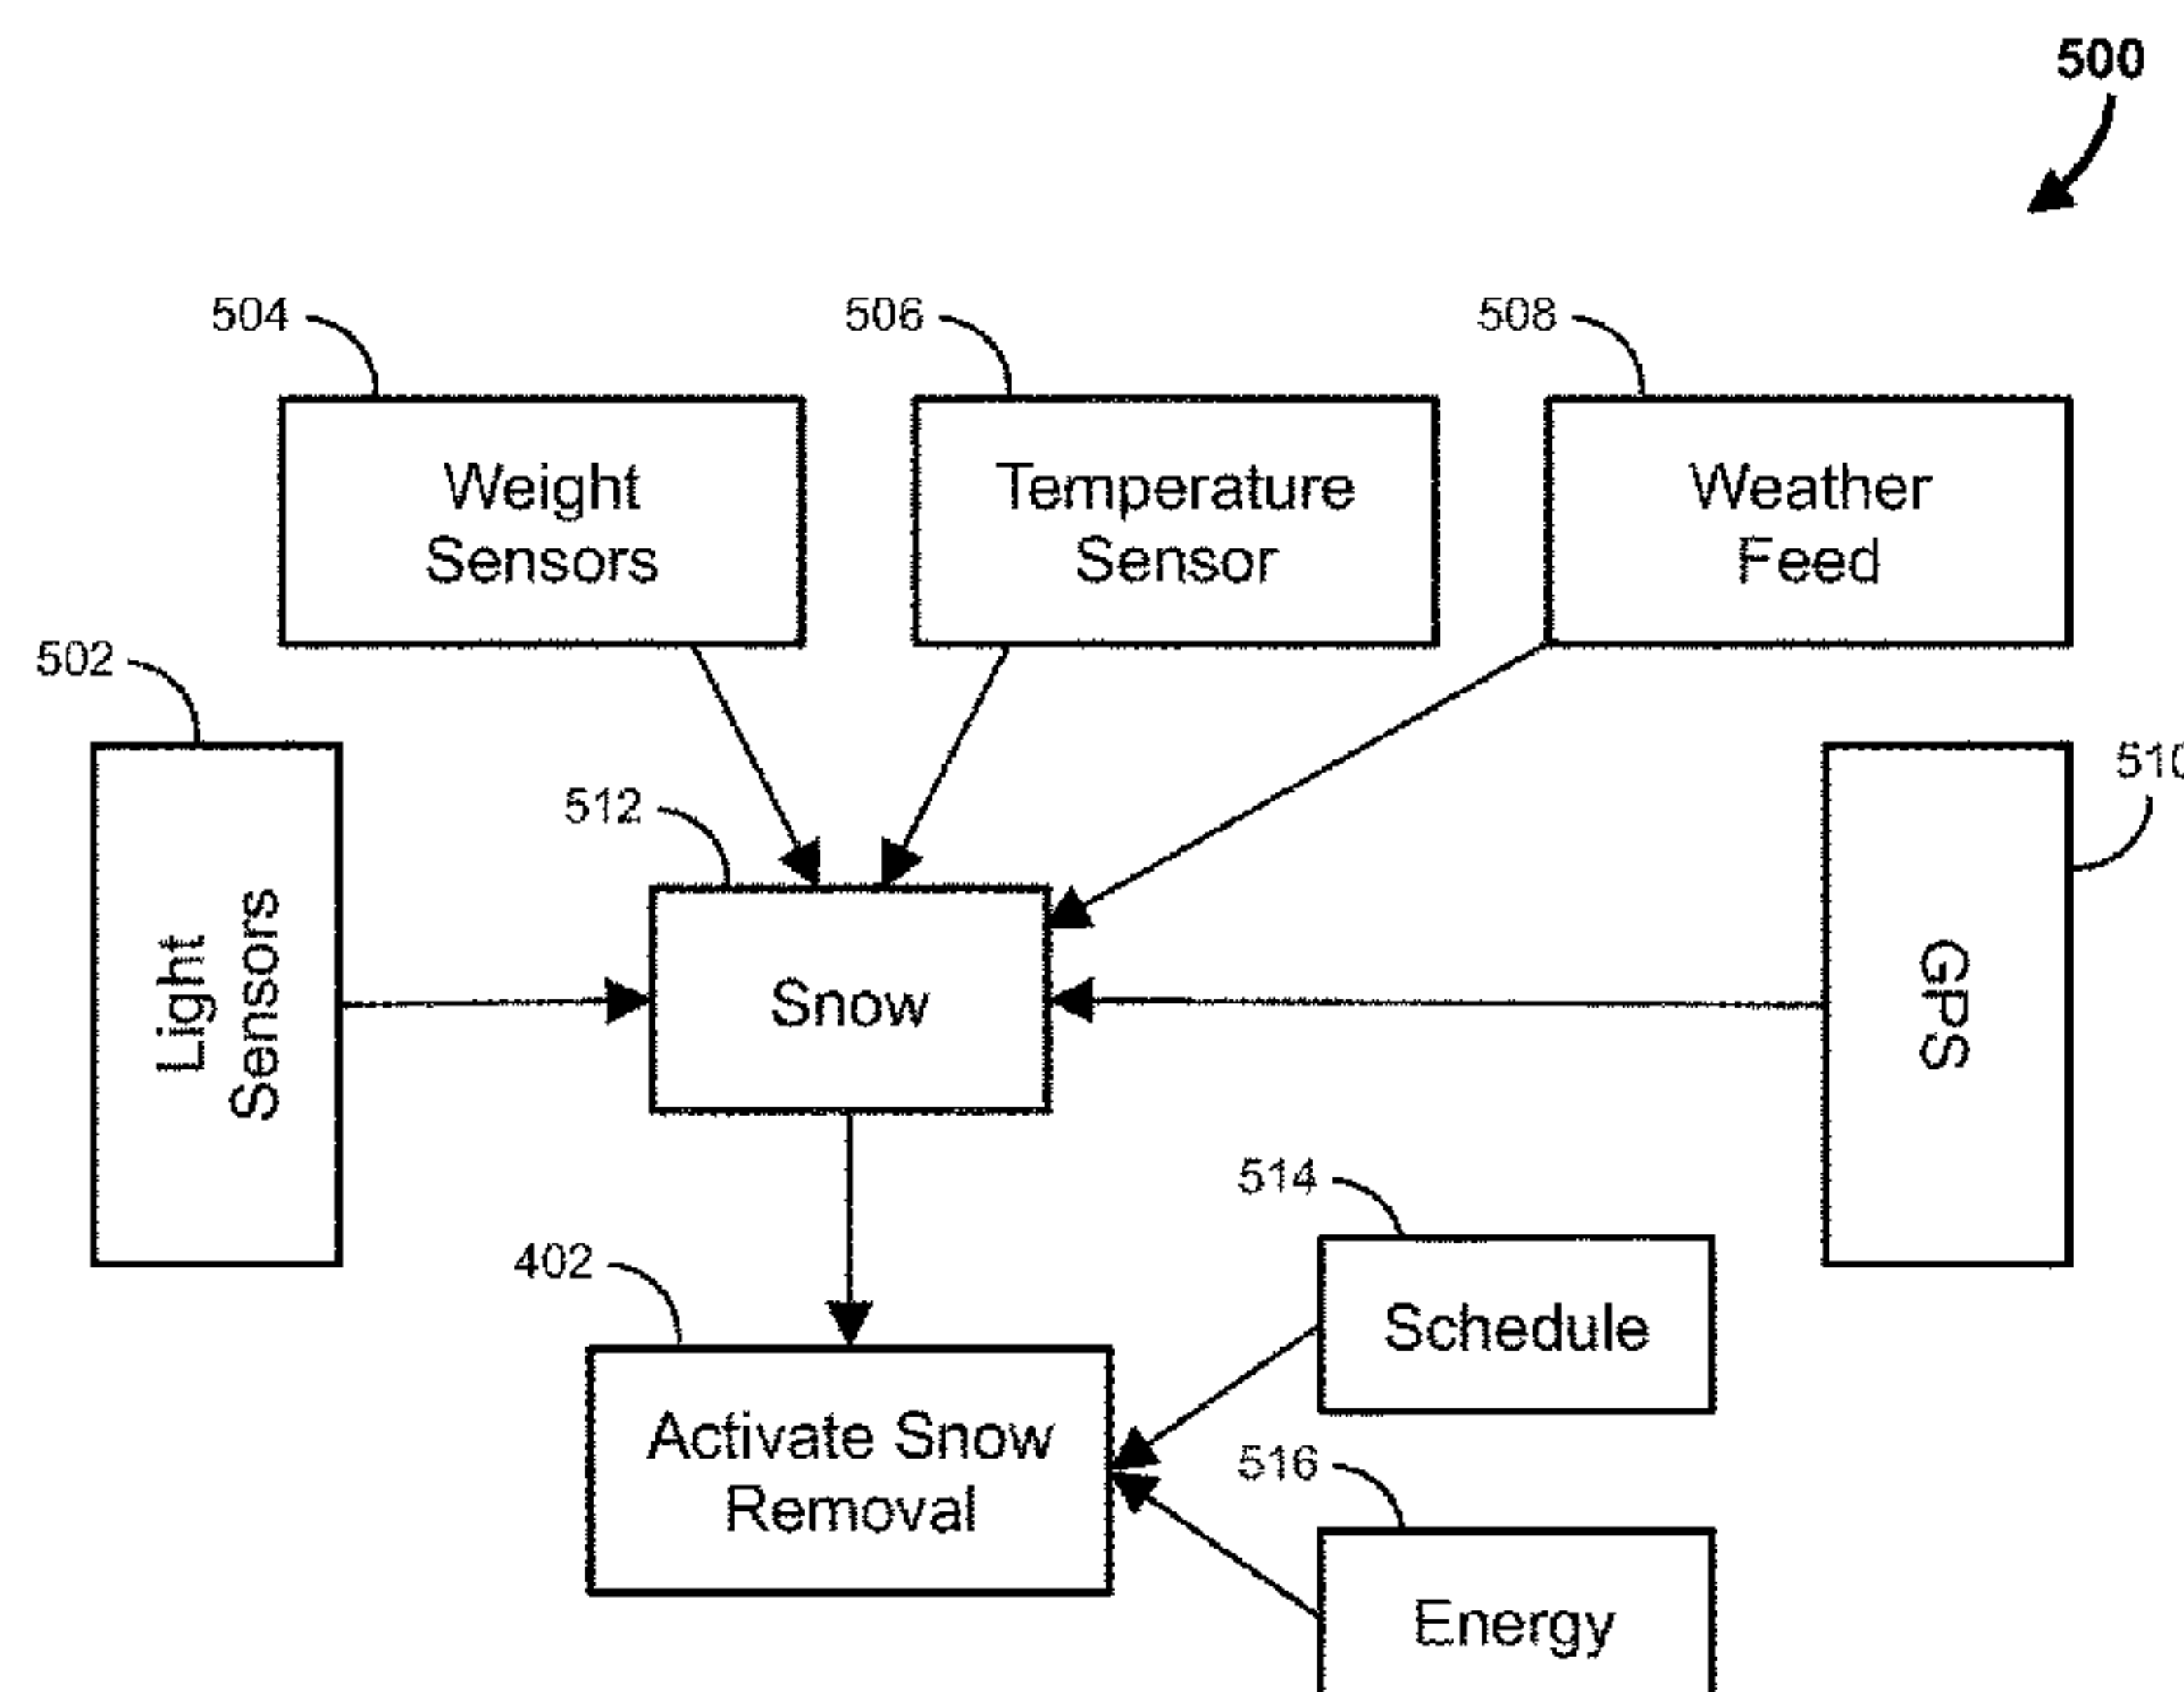 500
504
506
508
Weight
Sensors
Temperature
Sensor
Weather
Feed
502
510
512
Light
Sensors
Snow
GPS
514
402
Schedule
Activate Snow
Removal
516
Energy